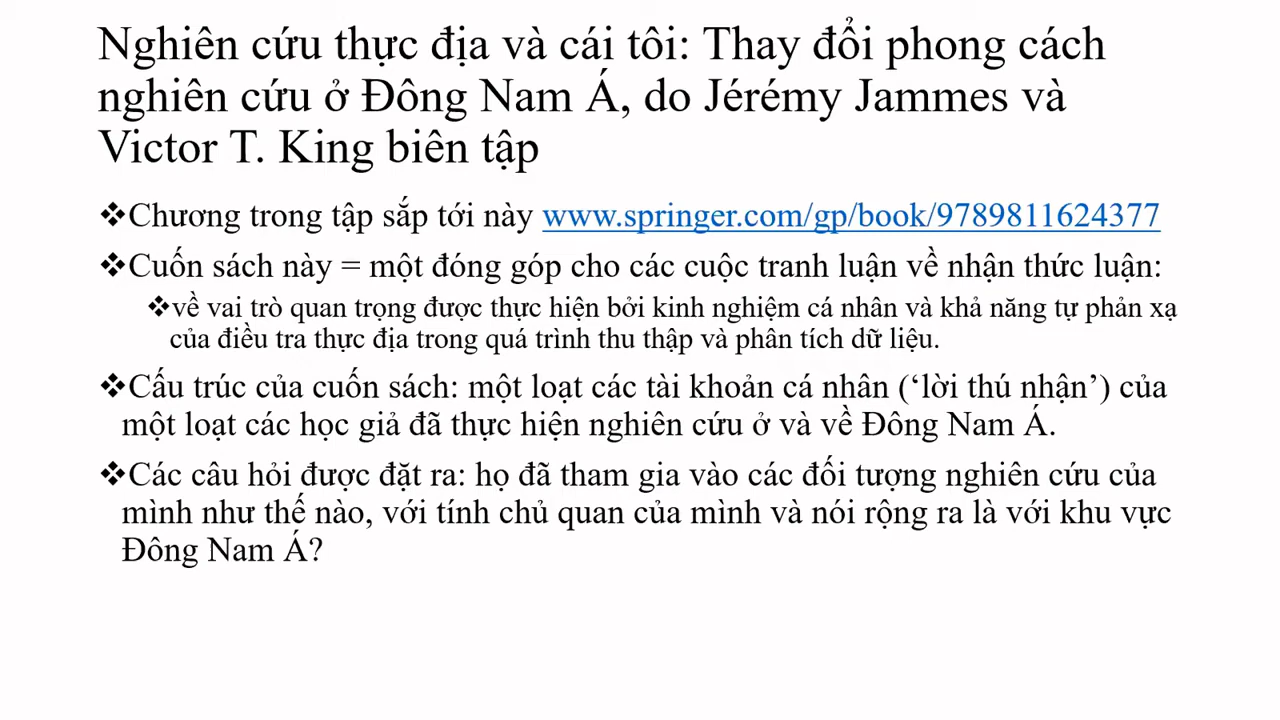 Nghiên cứu thực địa và cái tôi: Thay đổi phong cách
nghiên cứu ở Đông Nam Á, do Jérémy Jammes và
Victor T. King biên tập
❖Chương trong tập sắp tới này www.springer.com/gp/book/9789811624377
❖Cuốn sách này = một đóng góp cho các cuộc tranh luận về nhận thức luận:
❖về vai trò quan trọng được thực hiện bởi kinh nghiệm cá nhân và khả năng tự phản xạ
của điều tra thực địa trong quá trình thu thập và phân tích dữ liệu.
❖Cấu trúc của cuốn sách: một loạt các tài khoản cá nhân (‘lời thú nhận’) của
một loạt các học giả đã thực hiện nghiên cứu ở và về Đông Nam Á.
❖Các câu hỏi được đặt ra: họ đã tham gia vào các đối tượng nghiên cứu của
mình như thế nào, với tính chủ quan của mình và nói rộng ra là với khu vực
Đông Nam Á?